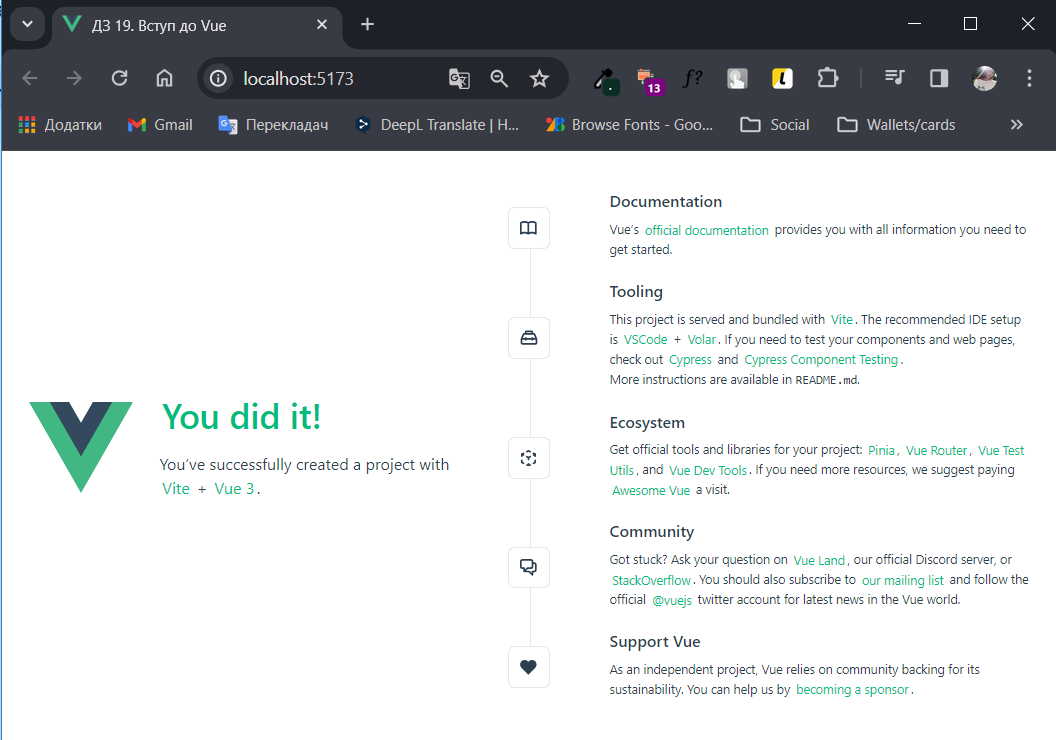 ДЗ 19. Вступ до Vue
localhost:5173
13
f?
L
Додатки
Gmail
Перекладач
DeepL Translate | H...
Browse Fonts - Goo...
Social
Wallets/cards
You did it!
You’ve successfully created a project with
Vite + Vue 3.
Documentation
Vue’s official documentation provides you with all information you need to
get started.
Tooling
This project is served and bundled with Vite. The recommended IDE setup
is VSCode + Volar. If you need to test your components and web pages,
check out Cypress and Cypress Component Testing.
More instructions are available in README.md.
Ecosystem
Get official tools and libraries for your project: Pinia, Vue Router, Vue Test
Utils, and Vue Dev Tools. If you need more resources, we suggest paying
Awesome Vue a visit.
Community
Got stuck? Ask your question on Vue Land, our official Discord server, or
StackOverflow. You should also subscribe to our mailing list and follow the
official @vuejs twitter account for latest news in the Vue world.
Support Vue
As an independent project, Vue relies on community backing for its
sustainability. You can help us by becoming a sponsor.